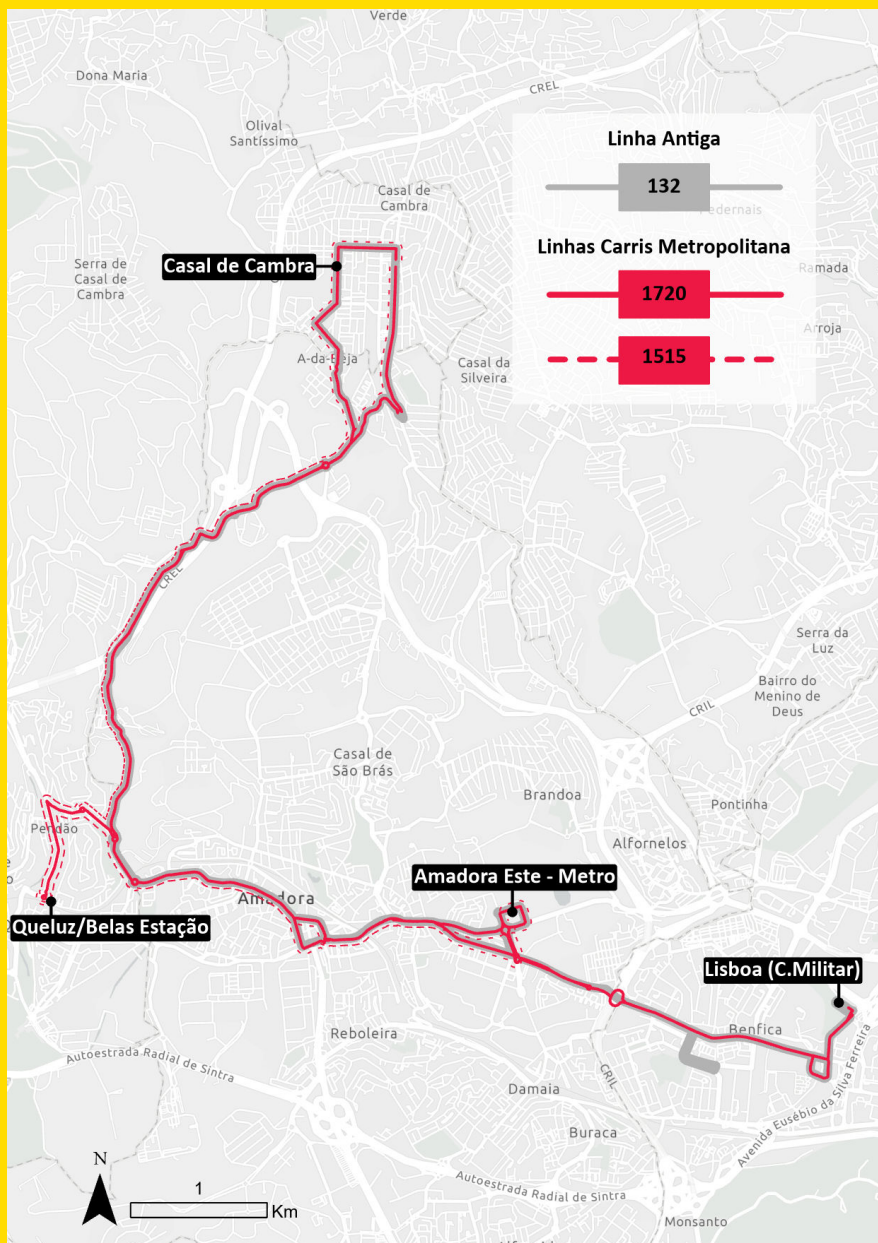 Verde
Dona Maria
CREL
Olival
Santíssimo
Linha Antiga
132
Casal de
Cambra
Linhas Carris Metropolitana
1720
1515
Casal de Cambra
Serra de
Casal de
Cambra
Ramada
Arroja
A-da-Beja
Casal da
Silveira
CREL
Serra da
Luz
Bairro do
Menino de
Deus
CRIL
Casal de
São Brás
Brandoa
Pontinha
Pendão
Alfornelos
Amadora Este - Metro
Amadora
Queluz/Belas Estação
Lisboa (C.Militar)
Reboleira
Benfica
Autoestrada Radial de Sintra
CRIL
Damaia
Avenida Eusébio da Silva Ferreira
Buraca
Autoestrada Radial de Sintra
N
1
Km
Monsanto